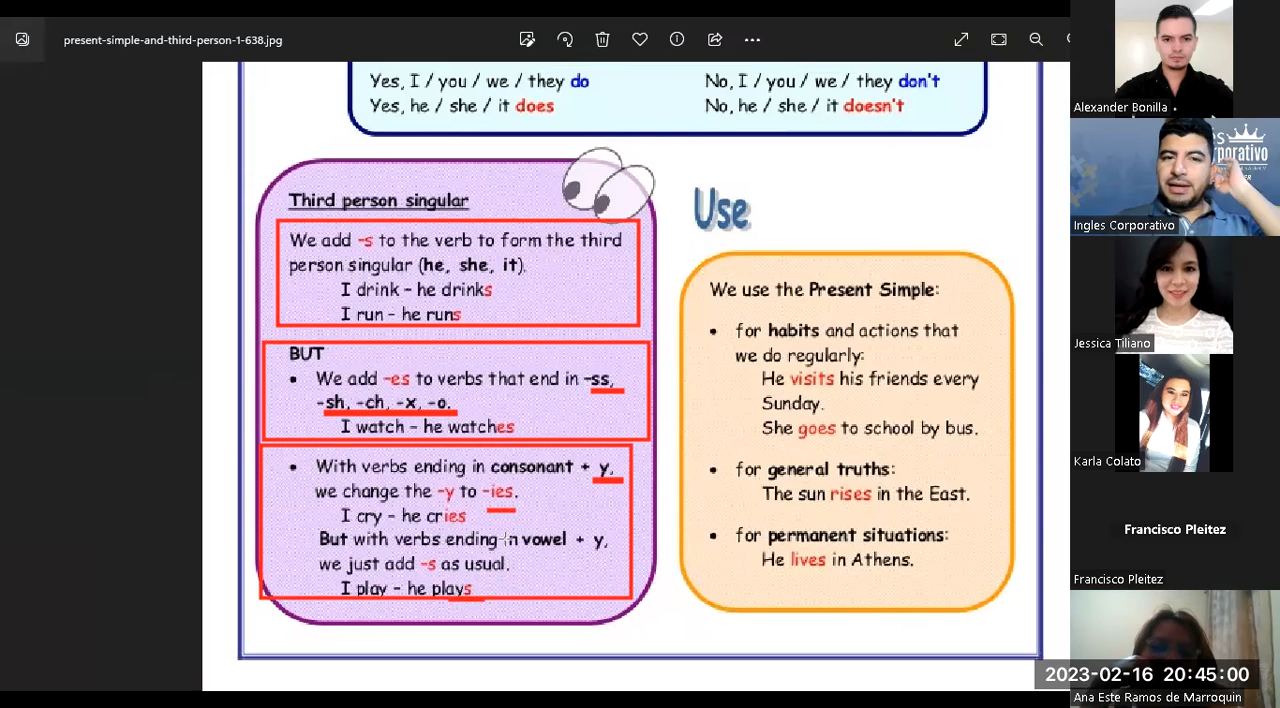 present-simple-and-third-person-1-638.jpg
Yes, I / you / we / they do
Yes, he / she / it does
No, I / you / we / they don't
No, he / she / it doesn't
Third person singular
We add -s to the verb to form the third
person singular (he, she, it).
I drink – he drinks
I run – he runs
BUT
• We add -es to verbs that end in -ss,
-sh, -ch, -x, -o.
I watch – he watches
• With verbs ending in consonant + y,
we change the -y to -ies.
I cry – he cries
But with verbs ending in vowel + y,
we just add -s as usual.
I play – he plays
Use
We use the Present Simple:
• for habits and actions that
we do regularly:
He visits his friends every
Sunday.
She goes to school by bus.
• for general truths:
The sun rises in the East.
• for permanent situations:
He lives in Athens.
Alexander Bonilla
Ingles Corporativo
Jessica Tiliano
Karla Colato
Francisco Pleitez
Francisco Pleitez
2023-02-16 20:45:00
Ana Este Ramos de Marroquin